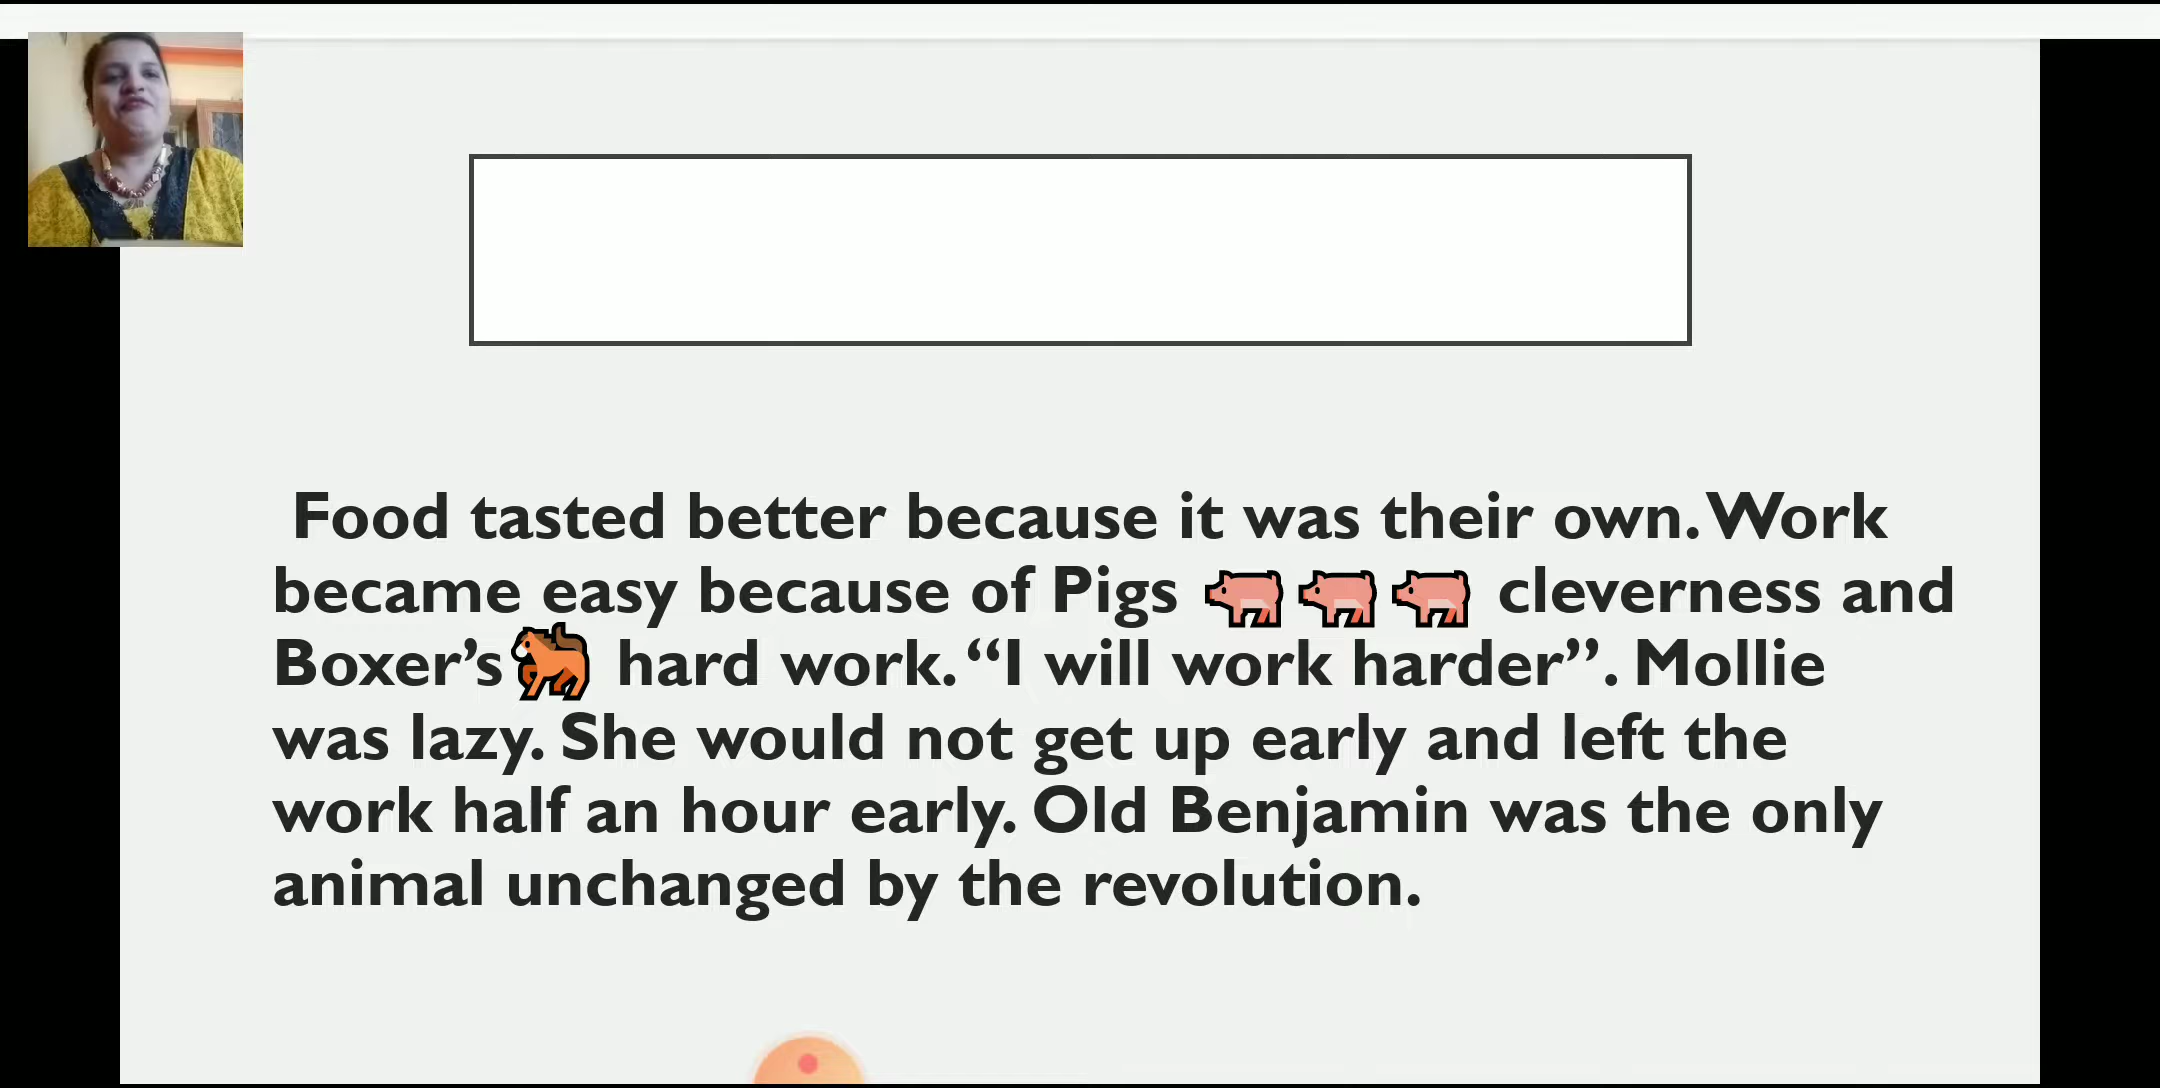 Food tasted better because it was their own. Work
became easy because of Pigs 🐖🐖🐖 cleverness and
Boxer’s🐎 hard work. “I will work harder”. Mollie
was lazy. She would not get up early and left the
work half an hour early. Old Benjamin was the only
animal unchanged by the revolution.